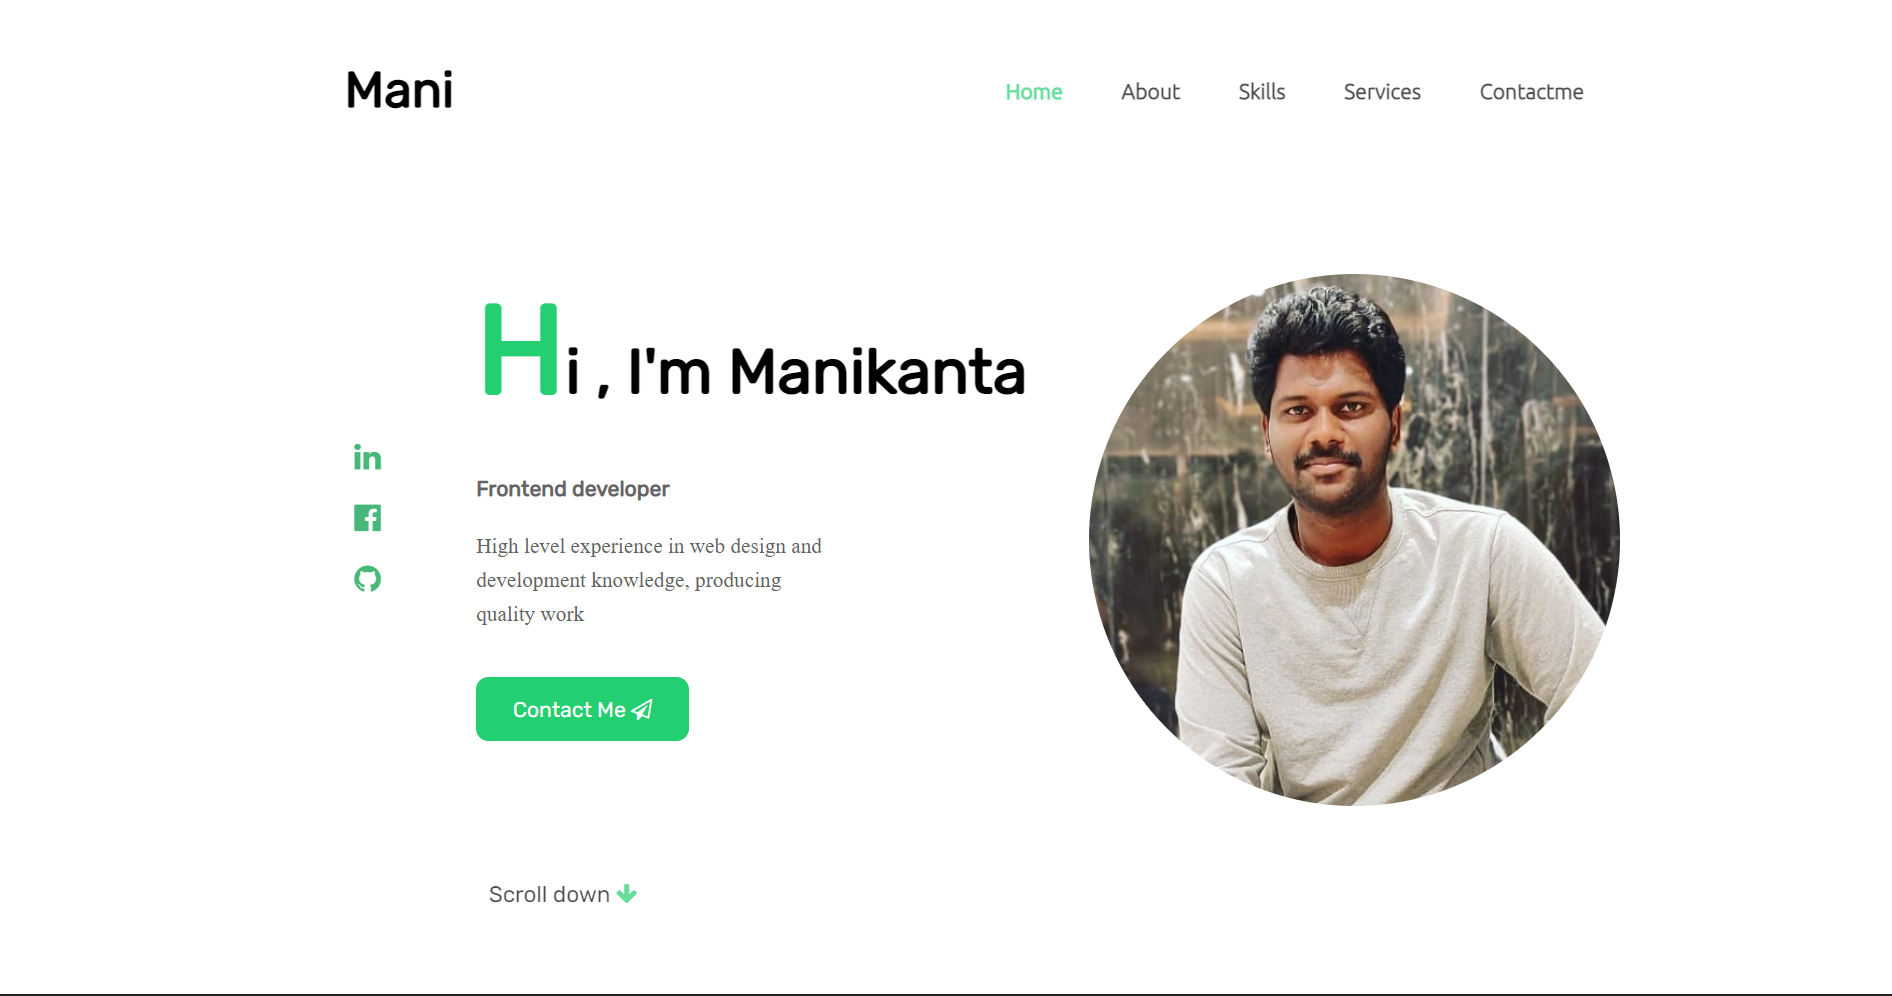 Mani
Home About Skills Services Contactme
Hi , I'm Manikanta
Frontend developer
High level experience in web design and
development knowledge, producing
quality work
Contact Me
Scroll down